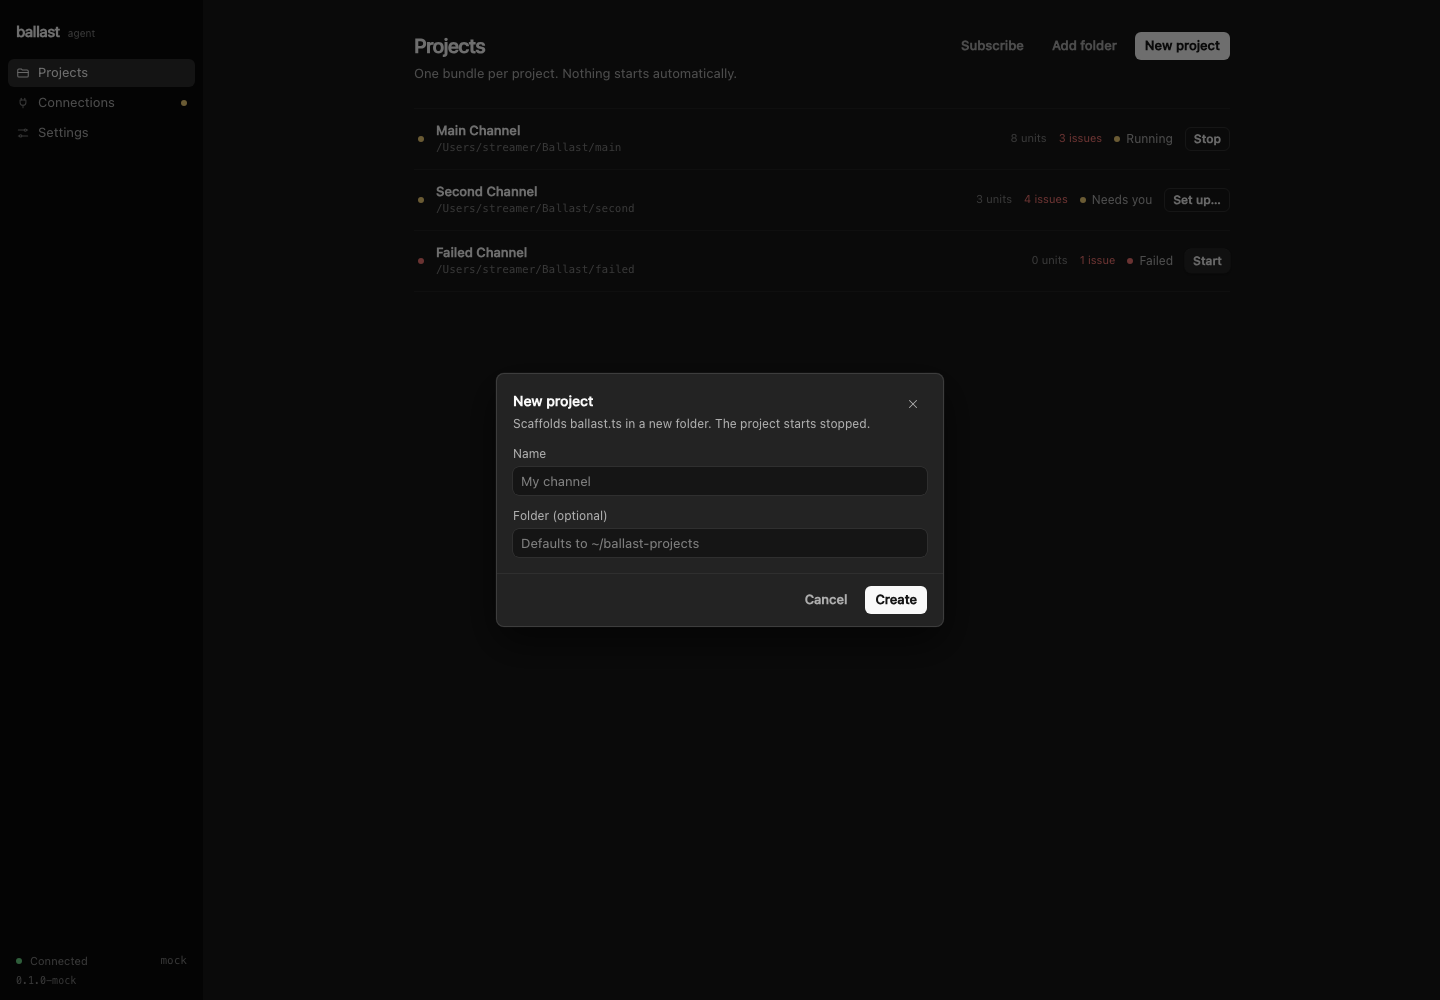 ballast agent
Projects
Connections
Settings
Projects
One bundle per project. Nothing starts automatically.
Subscribe
Add folder
New project
Main Channel
/Users/streamer/Ballast/main
8 units 3 issues Running Stop
Second Channel
/Users/streamer/Ballast/second
3 units 4 issues Needs you Set up...
Failed Channel
/Users/streamer/Ballast/failed
0 units 1 issue Failed Start
New project
Scaffolds ballast.ts in a new folder. The project starts stopped.
Name
My channel
Folder (optional)
Defaults to ~/ballast-projects
Cancel Create
Connected mock
0.1.0-mock